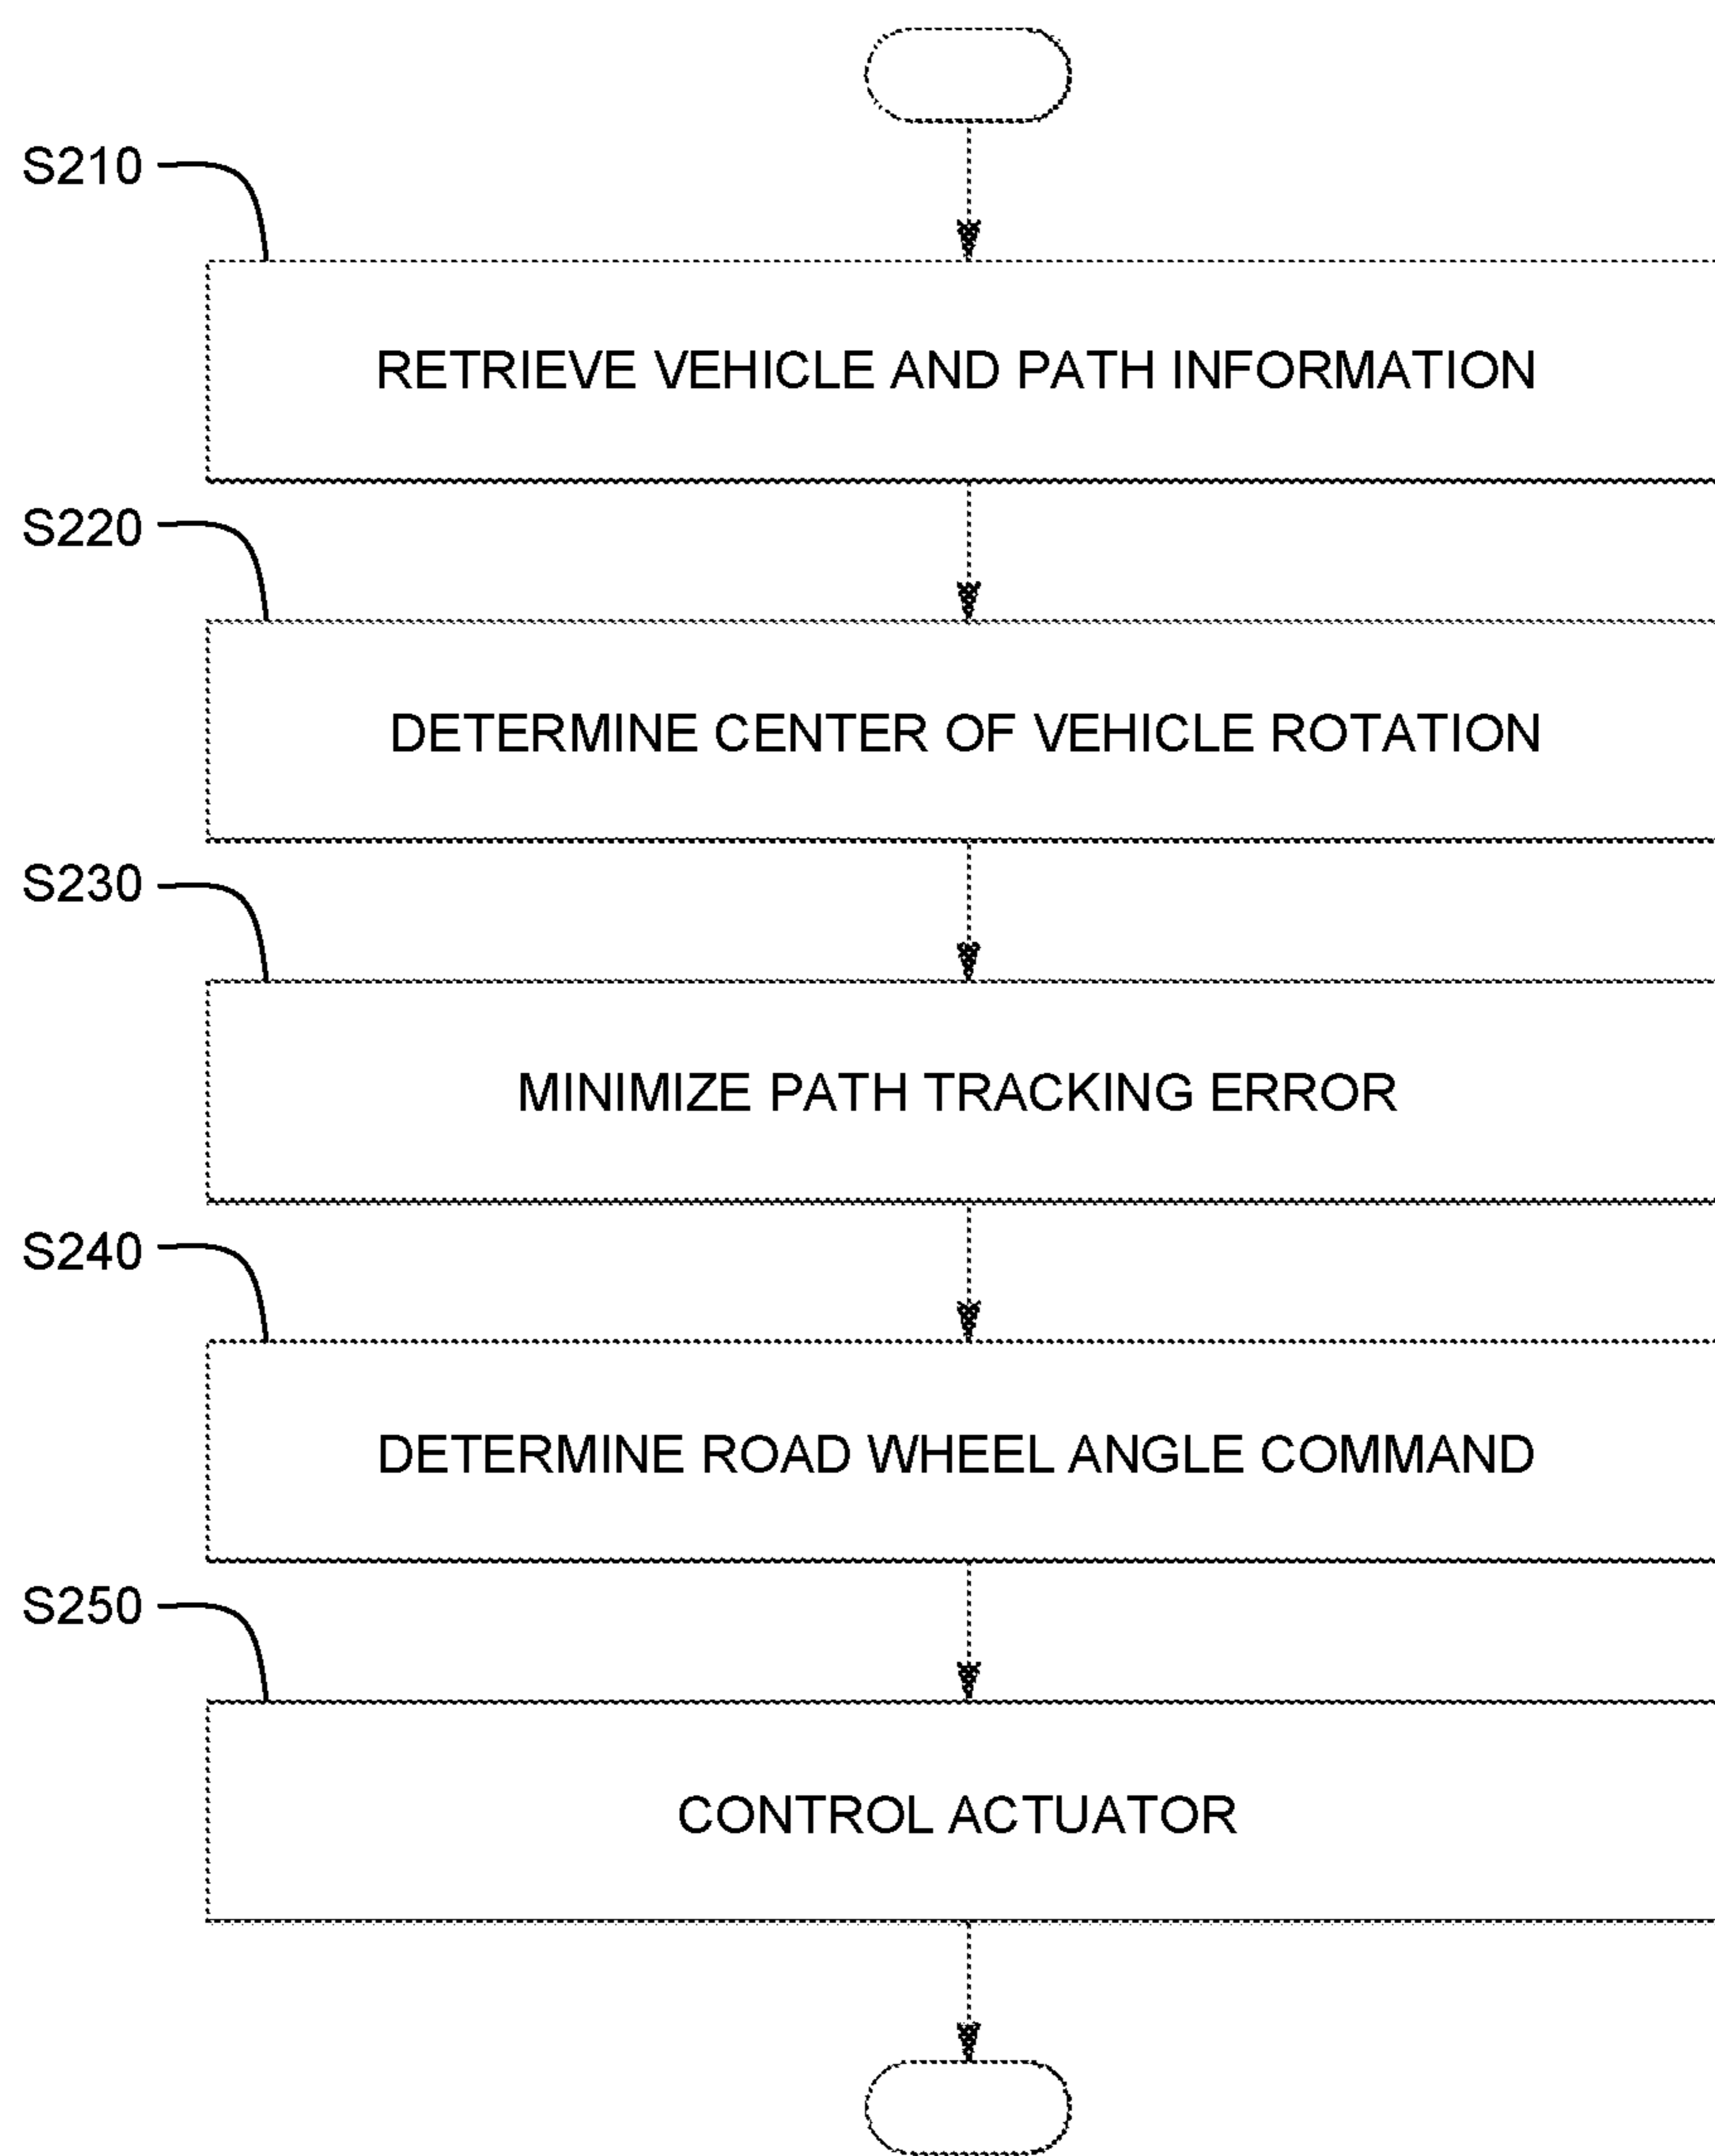 S210
RETRIEVE VEHICLE AND PATH INFORMATION
S220
DETERMINE CENTER OF VEHICLE ROTATION
S230
MINIMIZE PATH TRACKING ERROR
S240
DETERMINE ROAD WHEEL ANGLE COMMAND
S250
CONTROL ACTUATOR